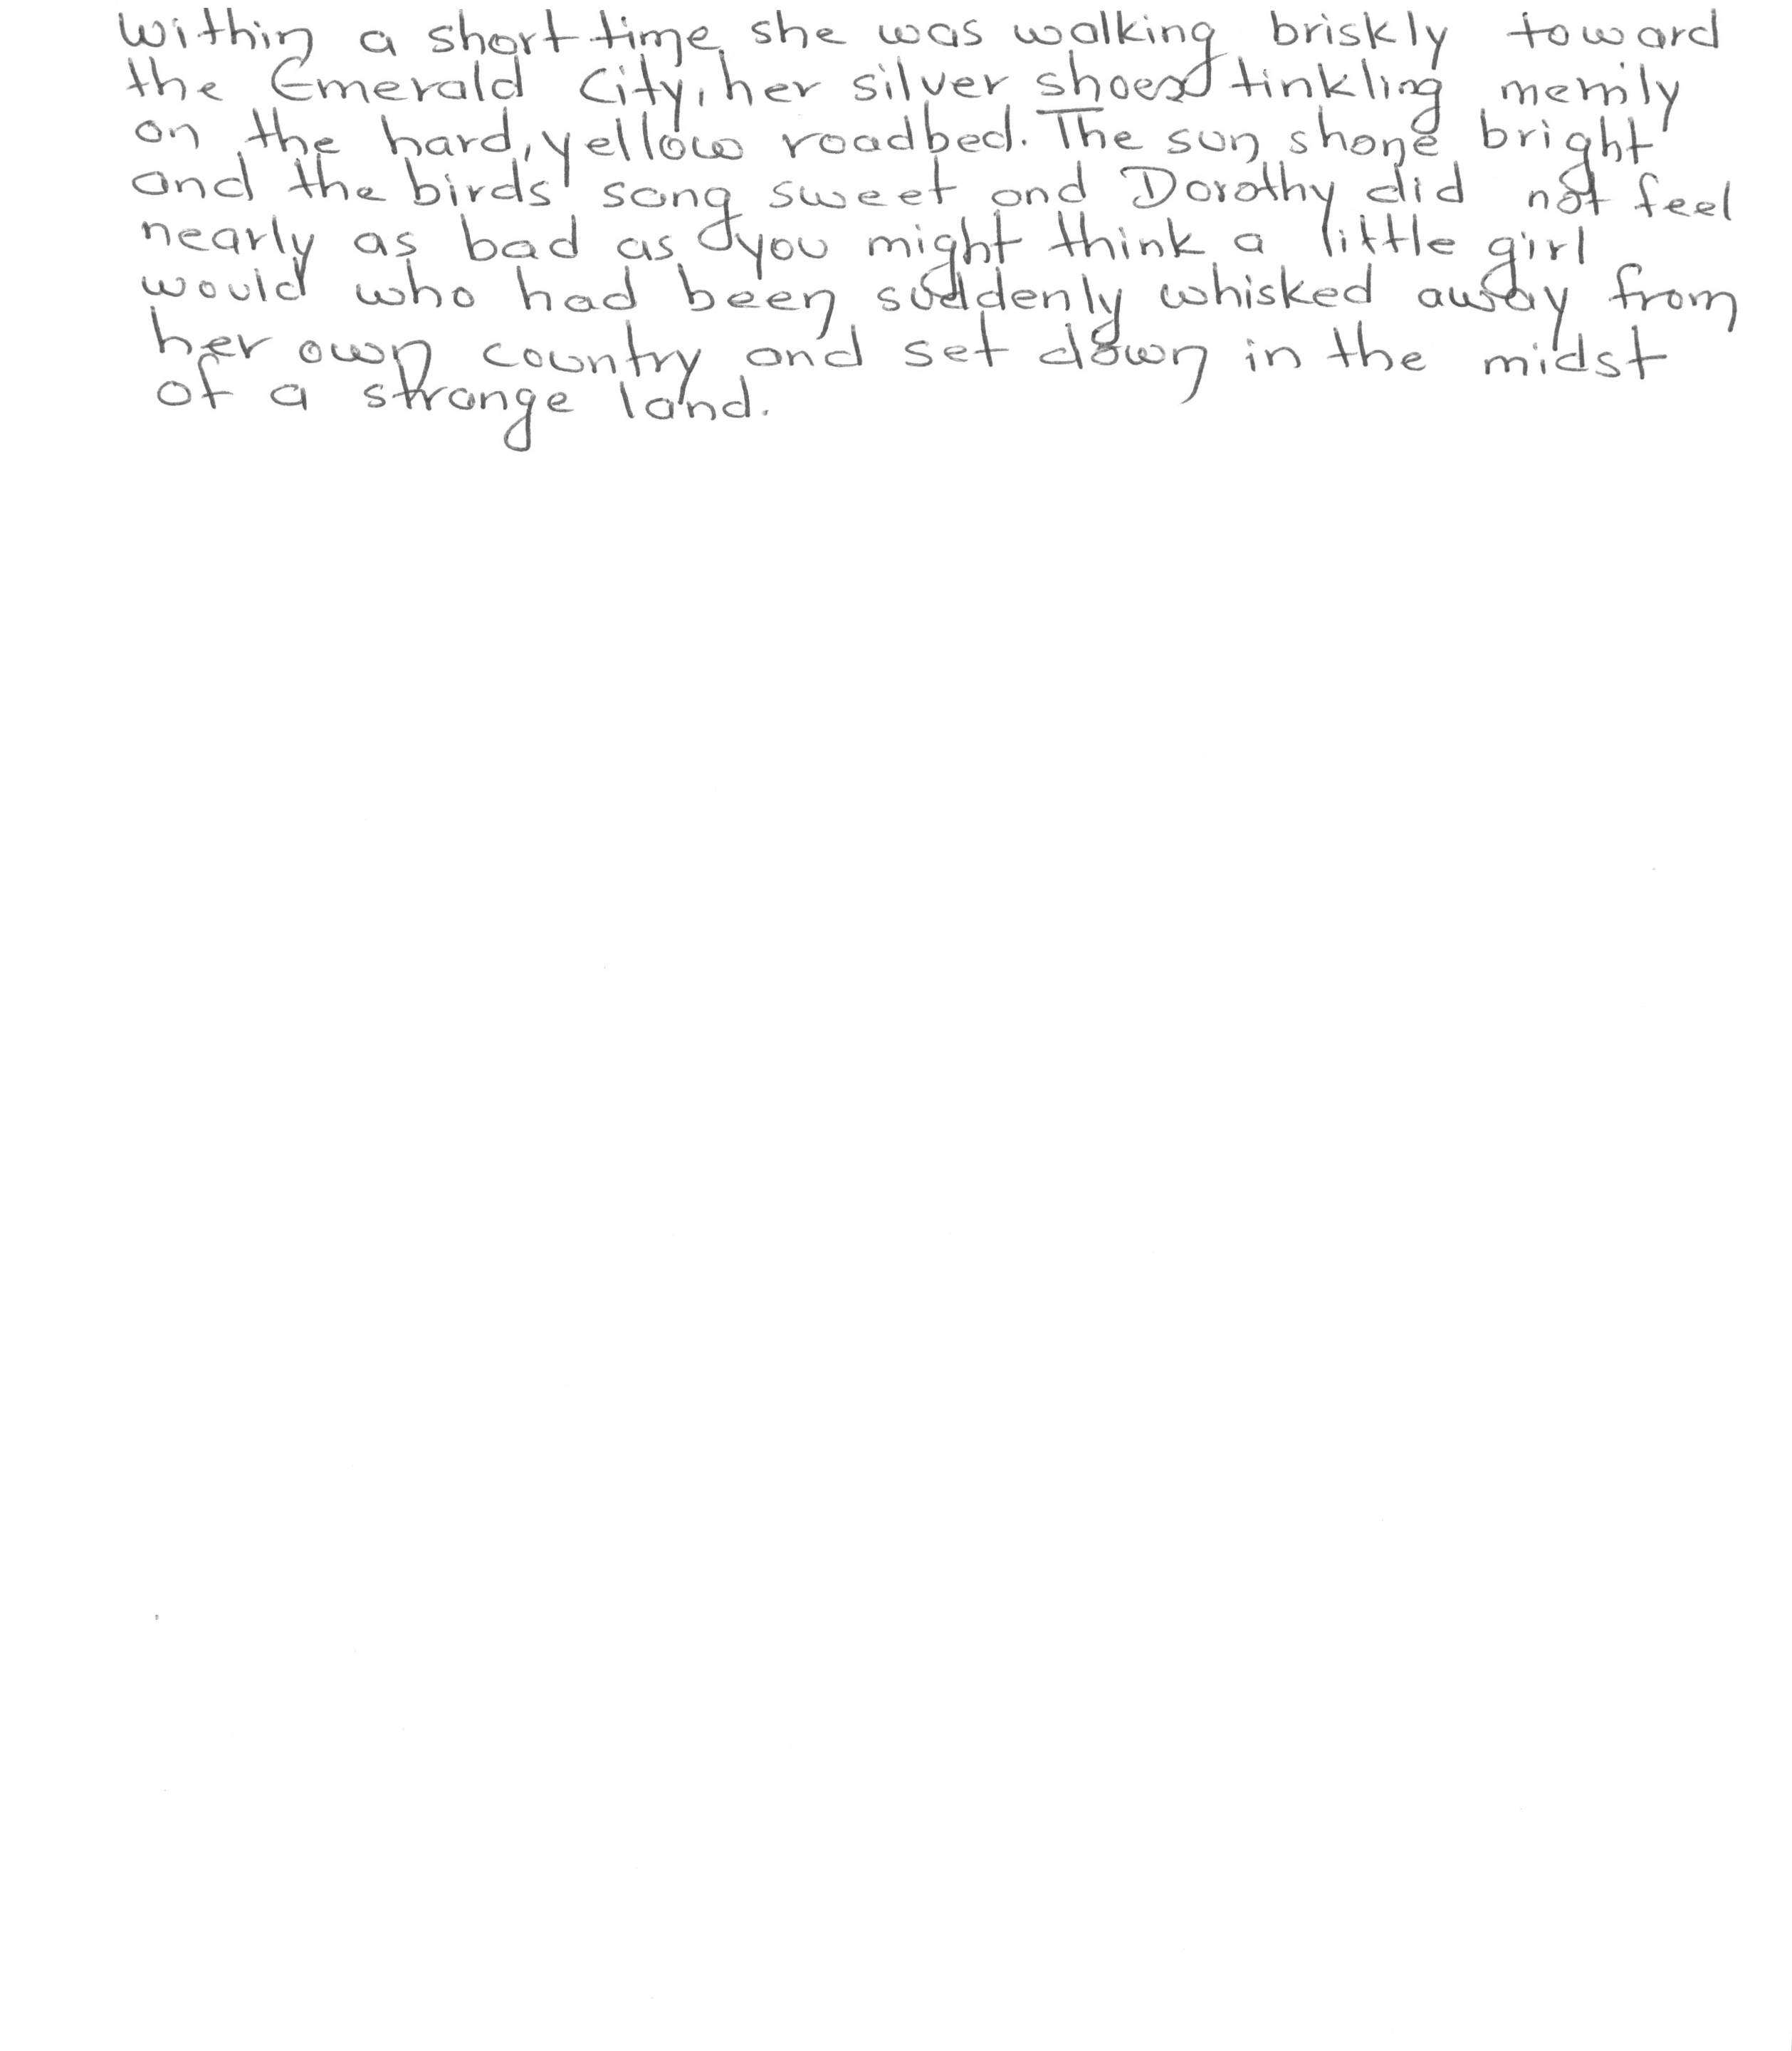 Within a short time she was walking briskly toward
the Emerald City, her silver shoes tinkling merrily
on the hard, yellow roadbed. The sun shone bright
and the birds sang sweet and Dorothy did not feel
nearly as bad as you might think a little girl
would who had been suddenly whisked away from
her own country and set down in the midst
of a strange land.